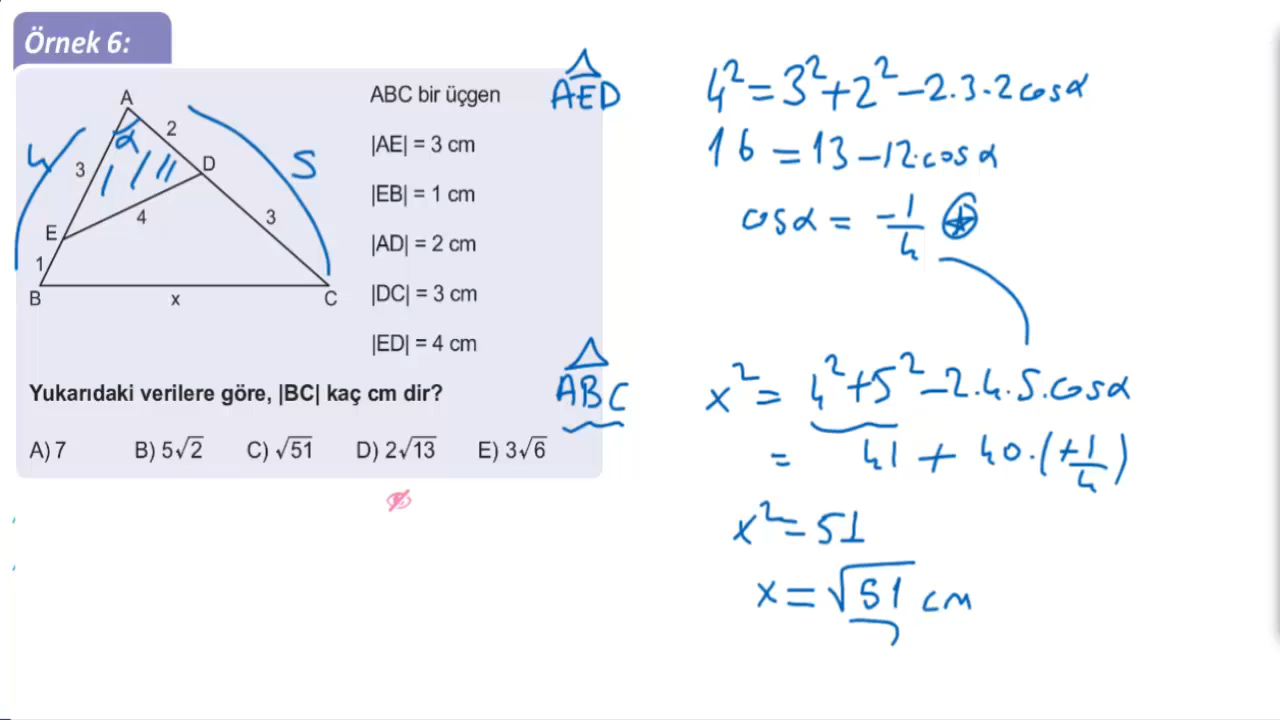 Örnek 6:
A
α
2
4
3
D
5
4
E
3
1
B
x
C
ABC bir üçgen
|AE| = 3 cm
|EB| = 1 cm
|AD| = 2 cm
|DC| = 3 cm
|ED| = 4 cm
Yukarıdaki verilere göre, |BC| kaç cm dir?
A) 7 B) 5√2 C) √51 D) 2√13 E) 3√6
AED
4² = 3² + 2² − 2.3.2 cosα
16 = 13 − 12.cosα
cosα = −1/4
ABC
x² = 4² + 5² − 2.4.5.cosα
= 41 + 40.(+1/4)
x² = 51
x = √51 cm